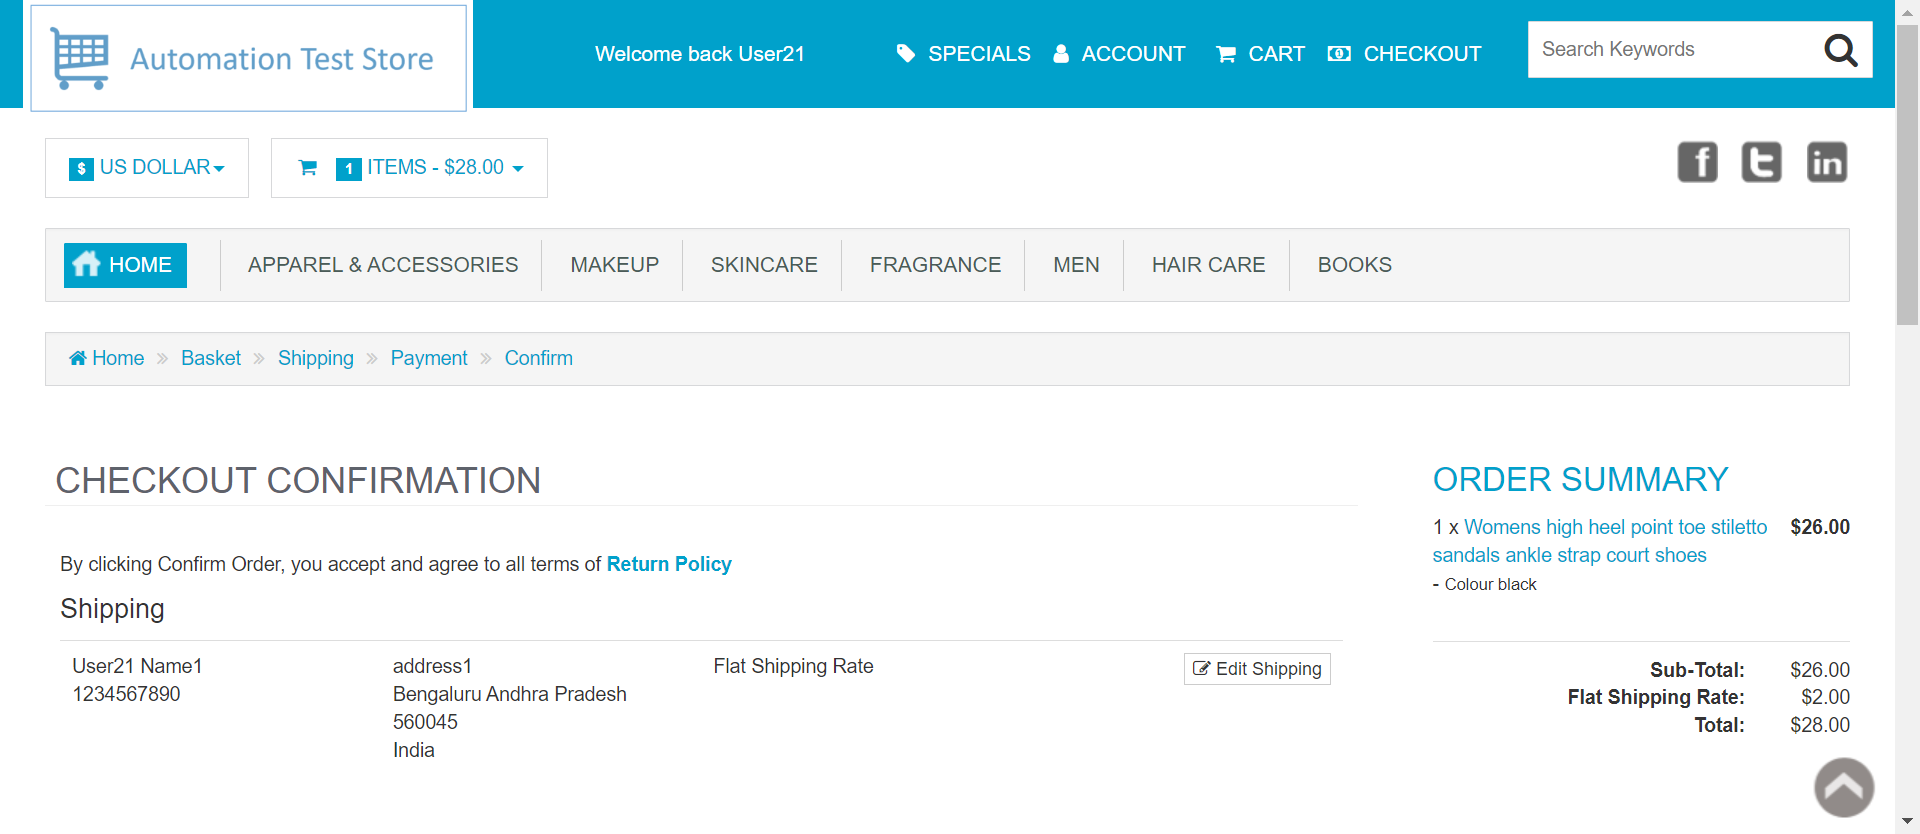 Automation Test Store
Welcome back User21
SPECIALS ACCOUNT CART CHECKOUT
Search Keywords
$ US DOLLAR
1 ITEMS - $28.00
HOME APPAREL & ACCESSORIES MAKEUP SKINCARE FRAGRANCE MEN HAIR CARE BOOKS
Home » Basket » Shipping » Payment » Confirm
CHECKOUT CONFIRMATION
By clicking Confirm Order, you accept and agree to all terms of Return Policy
Shipping
User21 Name1
1234567890
address1
Bengaluru Andhra Pradesh
560045
India
Flat Shipping Rate
Edit Shipping
ORDER SUMMARY
1 x Womens high heel point toe stiletto $26.00
sandals ankle strap court shoes
- Colour black
Sub-Total: $26.00
Flat Shipping Rate: $2.00
Total: $28.00